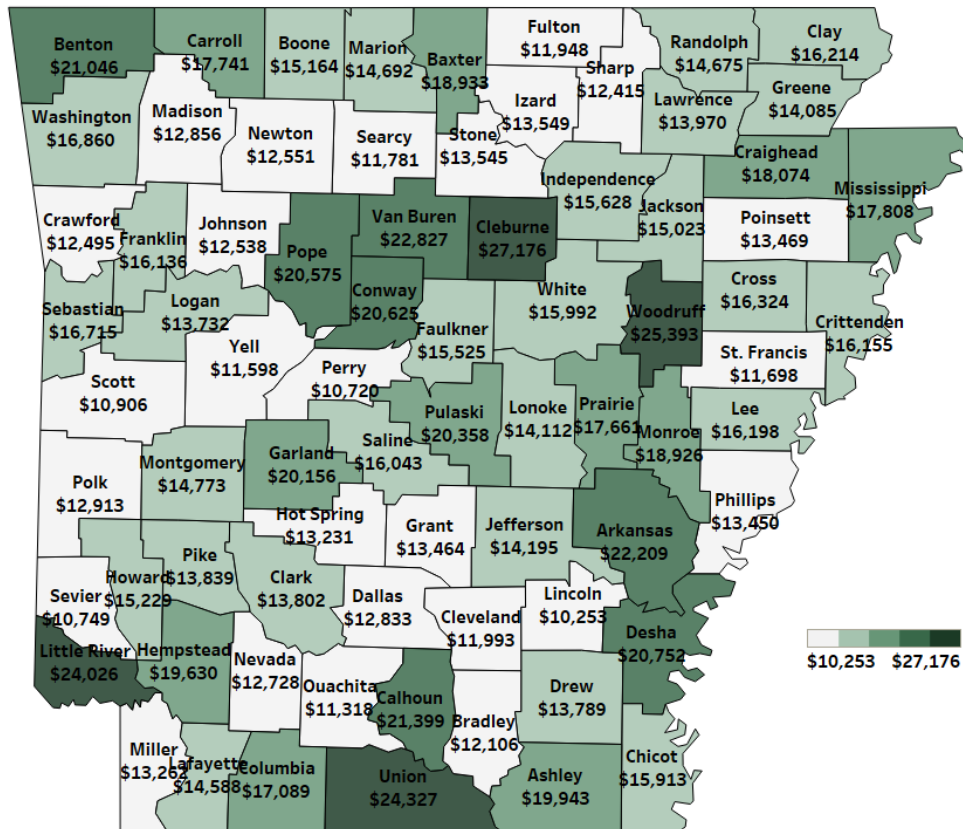 Benton
$21,046
Carroll
$17,741
Boone
$15,164
Marion
$14,692
Baxter
$18,933
Fulton
$11,948
Sharp
$12,415
Randolph
$14,675
Clay
$16,214
Washington
$16,860
Madison
$12,856
Newton
$12,551
Searcy
$11,781
Stone
$13,545
Izard
$13,549
Lawrence
$13,970
Greene
$14,085
Craighead
$18,074
Mississippi
$17,808
Crawford
$12,495
Franklin
$16,136
Johnson
$12,538
Pope
$20,575
Van Buren
$22,827
Cleburne
$27,176
Independence
$15,628
Jackson
$15,023
Poinsett
$13,469
Sebastian
$16,715
Logan
$13,732
Conway
$20,625
Faulkner
$15,525
White
$15,992
Woodruff
$25,393
Cross
$16,324
Crittenden
$16,155
Scott
$10,906
Yell
$11,598
Perry
$10,720
Pulaski
$20,358
Lonoke
$14,112
Prairie
$17,661
Monroe
$18,926
St. Francis
$11,698
Lee
$16,198
Polk
$12,913
Montgomery
$14,773
Garland
$20,156
Saline
$16,043
Hot Spring
$13,231
Grant
$13,464
Jefferson
$14,195
Arkansas
$22,209
Phillips
$13,450
Sevier
$10,749
Howard
$15,229
Pike
$13,839
Clark
$13,802
Dallas
$12,833
Cleveland
$11,993
Lincoln
$10,253
Desha
$20,752
Little River
$24,026
Hempstead
$19,630
Nevada
$12,728
Ouachita
$11,318
Calhoun
$21,399
Bradley
$12,106
Drew
$13,789
Miller
$13,262
Lafayette
$14,588
Columbia
$17,089
Union
$24,327
Ashley
$19,943
Chicot
$15,913
$10,253 $27,176